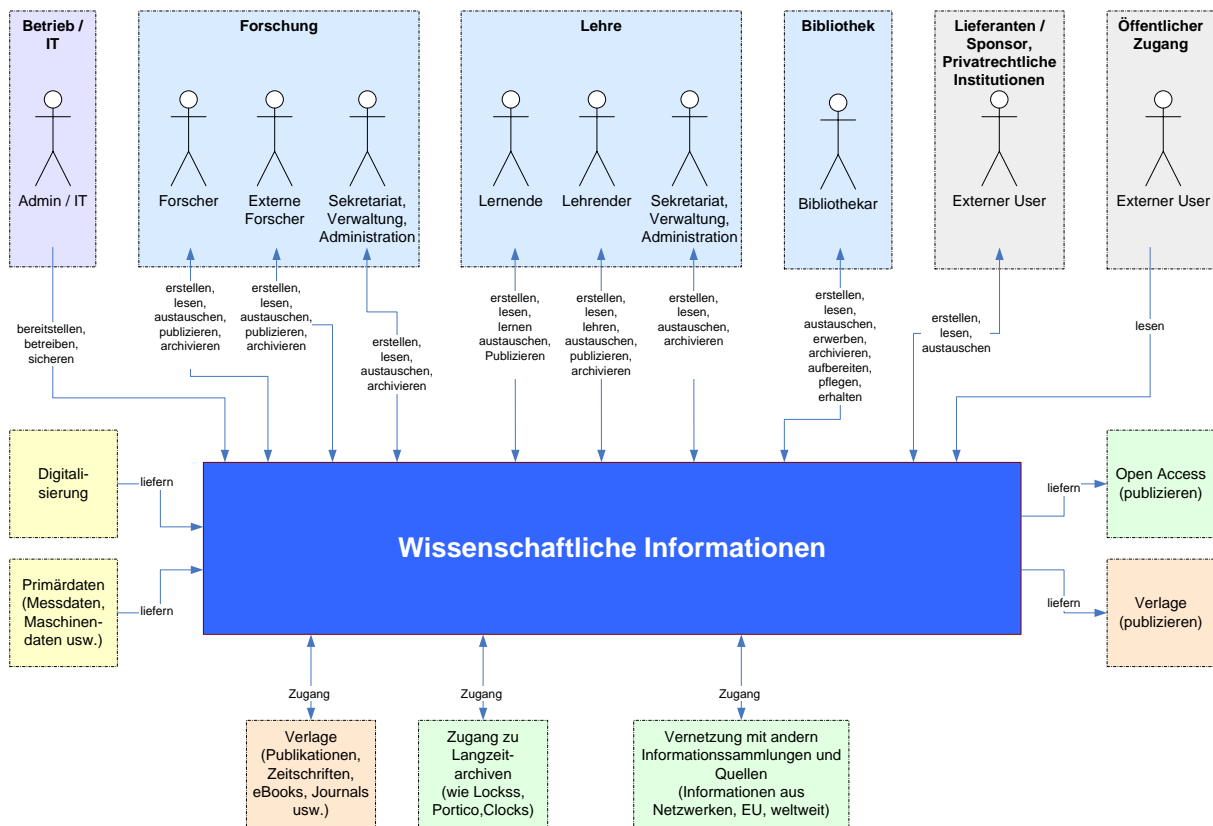 Betrieb /
IT
Forschung
Lehre
Bibliothek
Lieferanten /
Sponsor,
Privatrechtliche
Institutionen
Öffentlicher
Zugang
Admin / IT
Forscher
Externe
Forscher
Sekretariat,
Verwaltung,
Administration
Lernende
Lehrender
Sekretariat,
Verwaltung,
Administration
Bibliothekar
Externer User
Externer User
bereitstellen,
betreiben,
sicheren
erstellen,
lesen,
austauschen,
publizieren,
archivieren
erstellen,
lesen,
austauschen,
publizieren,
archivieren
erstellen,
lesen,
austauschen,
archivieren
erstellen,
lesen,
lernen
austauschen,
Publizieren
erstellen,
lesen,
lehren,
austauschen,
publizieren,
archivieren
erstellen,
lesen,
austauschen,
archivieren
erstellen,
lesen,
austauschen,
erwerben,
archivieren,
aufbereiten,
pflegen,
erhalten
erstellen,
lesen,
austauschen
lesen
Digitali-
sierung
liefern
Primärdaten
(Messdaten,
Maschinen-
daten usw.)
liefern
Wissenschaftliche Informationen
liefern
Open Access
(publizieren)
liefern
Verlage
(publizieren)
Zugang
Zugang
Zugang
Verlage
(Publikationen,
Zeitschriften,
eBooks, Journals
usw.)
Zugang zu
Langzeit-
archiven
(wie Lockss,
Portico,Clocks)
Vernetzung mit andern
Informationssammlungen und
Quellen
(Informationen aus
Netzwerken, EU, weltweit)